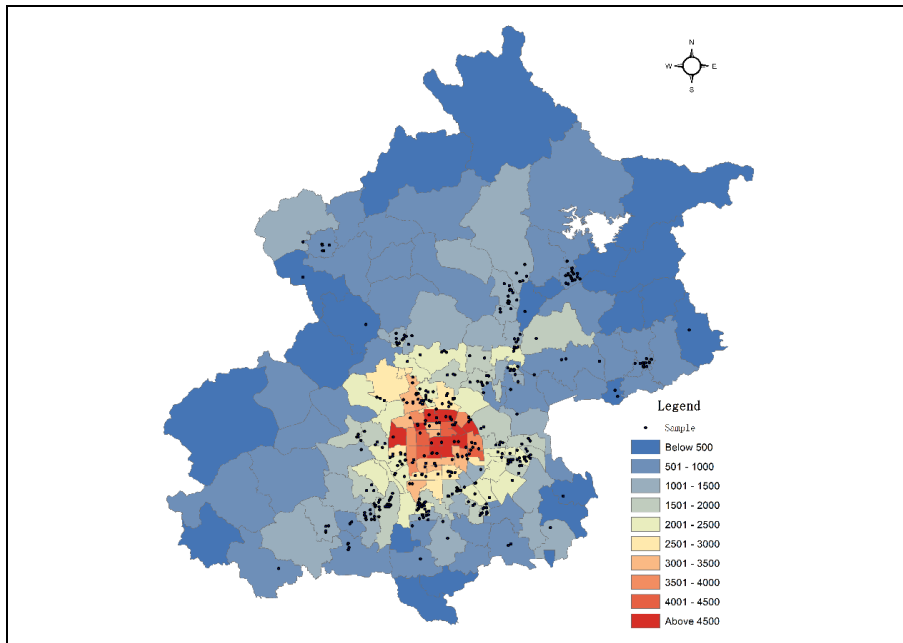 N
W E
S
Legend
Sample
Below 500
501 - 1000
1001 - 1500
1501 - 2000
2001 - 2500
2501 - 3000
3001 - 3500
3501 - 4000
4001 - 4500
Above 4500